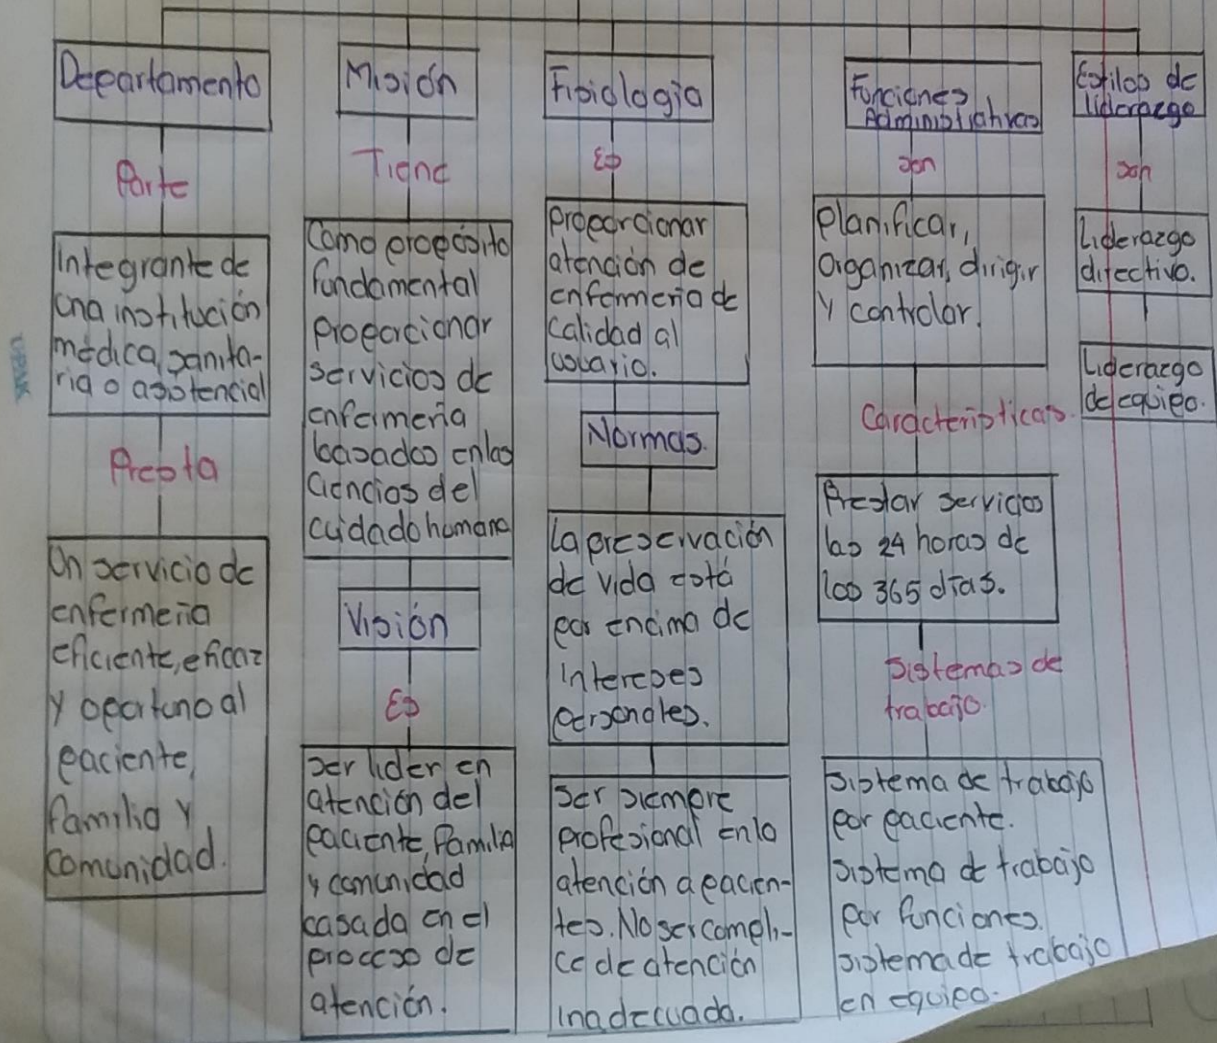 Departamento
Parte
Integrante de
una institución
médica, sanita-
ria o asistencial
Presta
Un servicio de
enfermería
eficiente, eficaz
y oportuno al
paciente,
familia y
comunidad.
Misión
Tiene
Como propósito
fundamental
proporcionar
servicios de
enfermería
basados en las
ciencias del
cuidado humano
Visión
Es
ser lider en
atención del
paciente, familia
y comunidad
basada en el
proceso de
atención.
Fisiología
Es
Proporcionar
atención de
enfermería de
calidad al
usuario.
Normas.
La preservación
de vida está
por encima de
intereses
personales.
Ser siempre
profesional en la
atención a pacien-
tes. No ser compli-
ce de atención
inadecuada.
Funciones
Administrativas
son
Planificar,
organizar, dirigir
y controlar.
Características.
Prestar servicios
las 24 horas de
los 365 días.
Sistemas de
trabajo.
Sistema de trabajo
por paciente.
sistema de trabajo
por funciones.
sistema de trabajo
en equipo.
Estilos de
liderazgo
son
Liderazgo
directivo.
Liderazgo
de equipo.